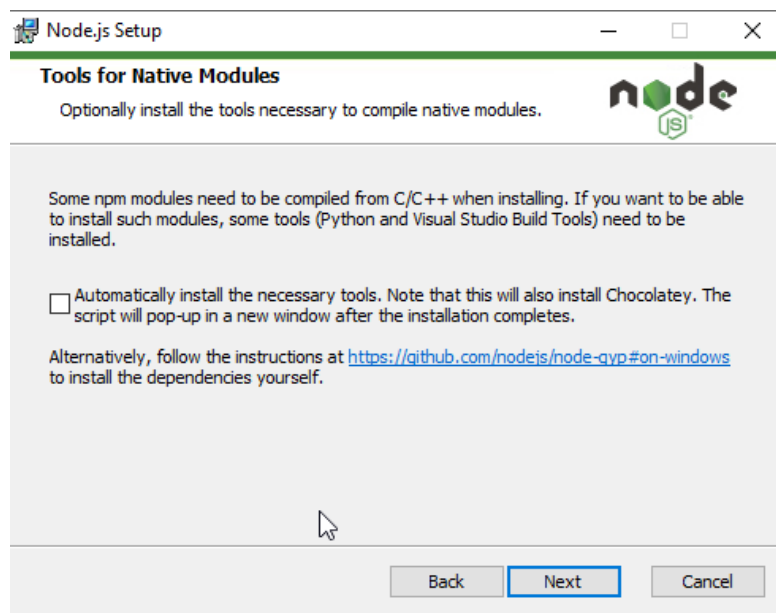 Node.js Setup
Tools for Native Modules
Optionally install the tools necessary to compile native modules.
node
JS
Some npm modules need to be compiled from C/C++ when installing. If you want to be able
to install such modules, some tools (Python and Visual Studio Build Tools) need to be
installed.
Automatically install the necessary tools. Note that this will also install Chocolatey. The
script will pop-up in a new window after the installation completes.
Alternatively, follow the instructions at https://github.com/nodejs/node-gyp#on-windows
to install the dependencies yourself.
Back
Next
Cancel